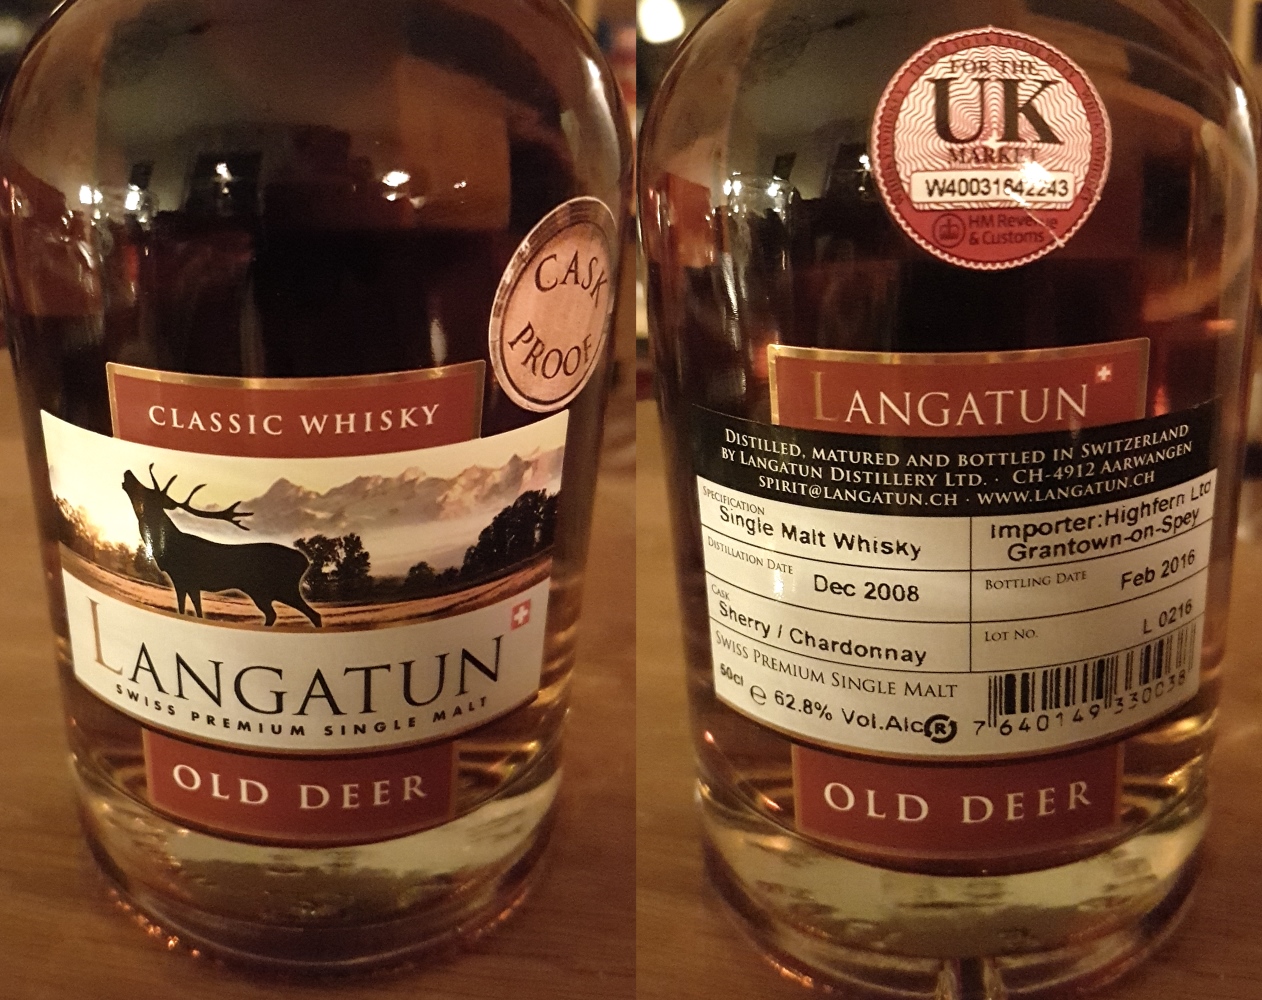 CASK
PROOF
CLASSIC WHISKY
LANGATUN
SWISS PREMIUM SINGLE MALT
OLD DEER
FOR THE
UK
MARKET
W40031642243
HM Revenue
& Customs
LANGATUN
DISTILLED, MATURED AND BOTTLED IN SWITZERLAND
BY LANGATUN DISTILLERY LTD. · CH-4912 AARWANGEN
SPIRIT@LANGATUN.CH · WWW.LANGATUN.CH
SPECIFICATION
Single Malt Whisky
Importer:Highfern Ltd
Grantown-on-Spey
DISTILLATION DATE Dec 2008
BOTTLING DATE Feb 2016
CASK
Sherry / Chardonnay
LOT NO. L 0216
SWISS PREMIUM SINGLE MALT
50cl e 62.8% Vol.Alc
R
7 640149 330038
OLD DEER